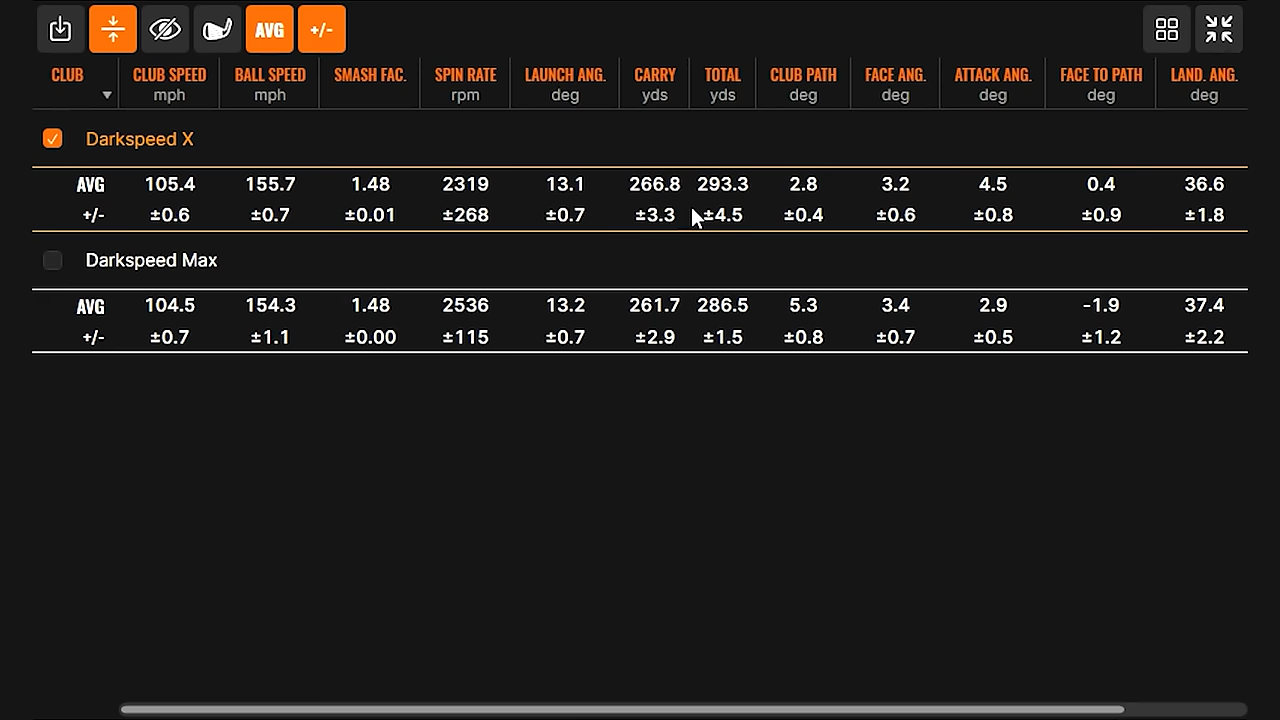 AVG +/-
CLUB CLUB SPEED BALL SPEED SMASH FAC. SPIN RATE LAUNCH ANG. CARRY TOTAL CLUB PATH FACE ANG. ATTACK ANG. FACE TO PATH LAND. ANG.
mph mph rpm deg yds yds deg deg deg deg deg
Darkspeed X
AVG 105.4 155.7 1.48 2319 13.1 266.8 293.3 2.8 3.2 4.5 0.4 36.6
+/- ±0.6 ±0.7 ±0.01 ±268 ±0.7 ±3.3 ±4.5 ±0.4 ±0.6 ±0.8 ±0.9 ±1.8
Darkspeed Max
AVG 104.5 154.3 1.48 2536 13.2 261.7 286.5 5.3 3.4 2.9 -1.9 37.4
+/- ±0.7 ±1.1 ±0.00 ±115 ±0.7 ±2.9 ±1.5 ±0.8 ±0.7 ±0.5 ±1.2 ±2.2